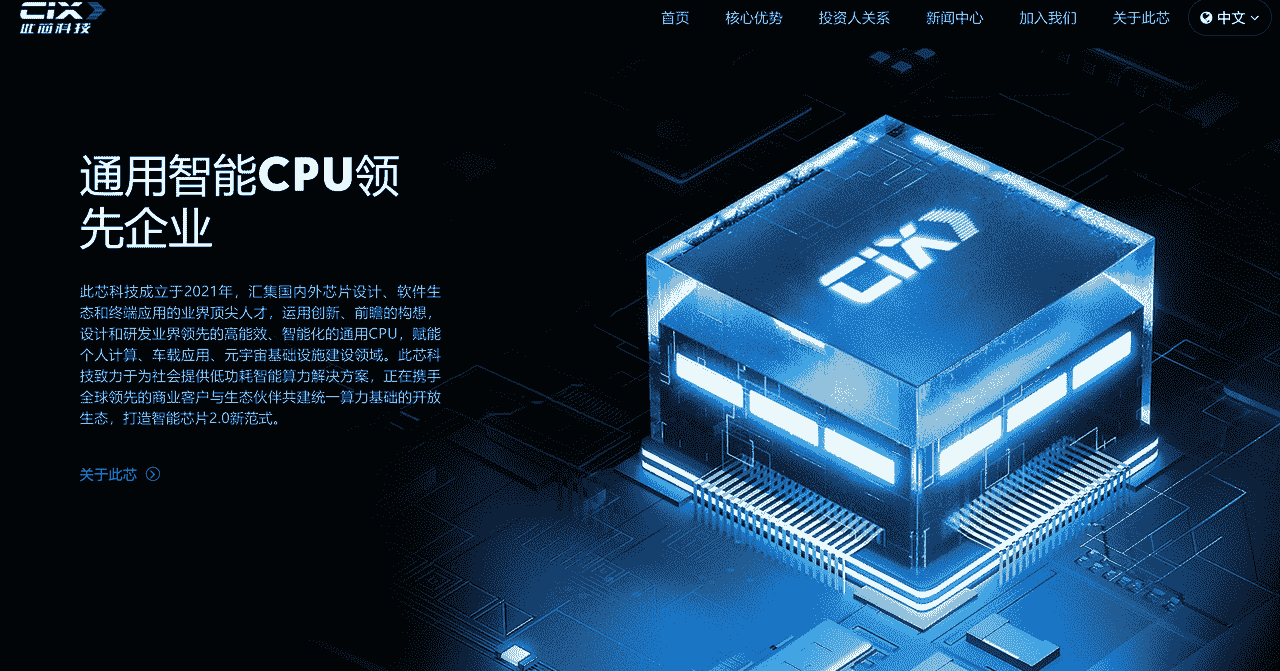 CiX
此芯科技
首页 核心优势 投资人关系 新闻中心 加入我们 关于此芯 中文
通用智能CPU领
先企业
此芯科技成立于2021年，汇集国内外芯片设计、软件生
态和终端应用的业界顶尖人才，运用创新、前瞻的构想，
设计和研发业界领先的高能效、智能化的通用CPU，赋能
个人计算、车载应用、元宇宙基础设施建设领域。此芯科
技致力于为社会提供低功耗智能算力解决方案，正在携手
全球领先的商业客户与生态伙伴共建统一算力基础的开放
生态，打造智能芯片2.0新范式。
关于此芯
CiX